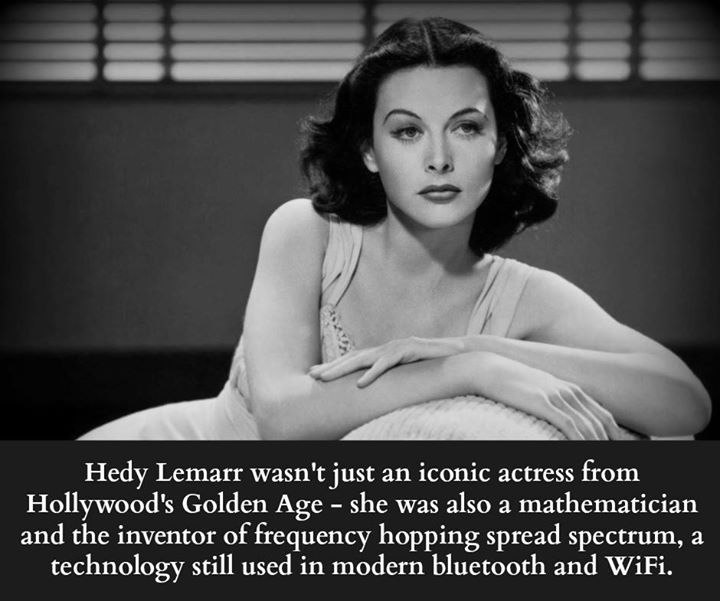 Hedy Lemarr wasn't just an iconic actress from
Hollywood's Golden Age – she was also a mathematician
and the inventor of frequency hopping spread spectrum, a
technology still used in modern bluetooth and WiFi.